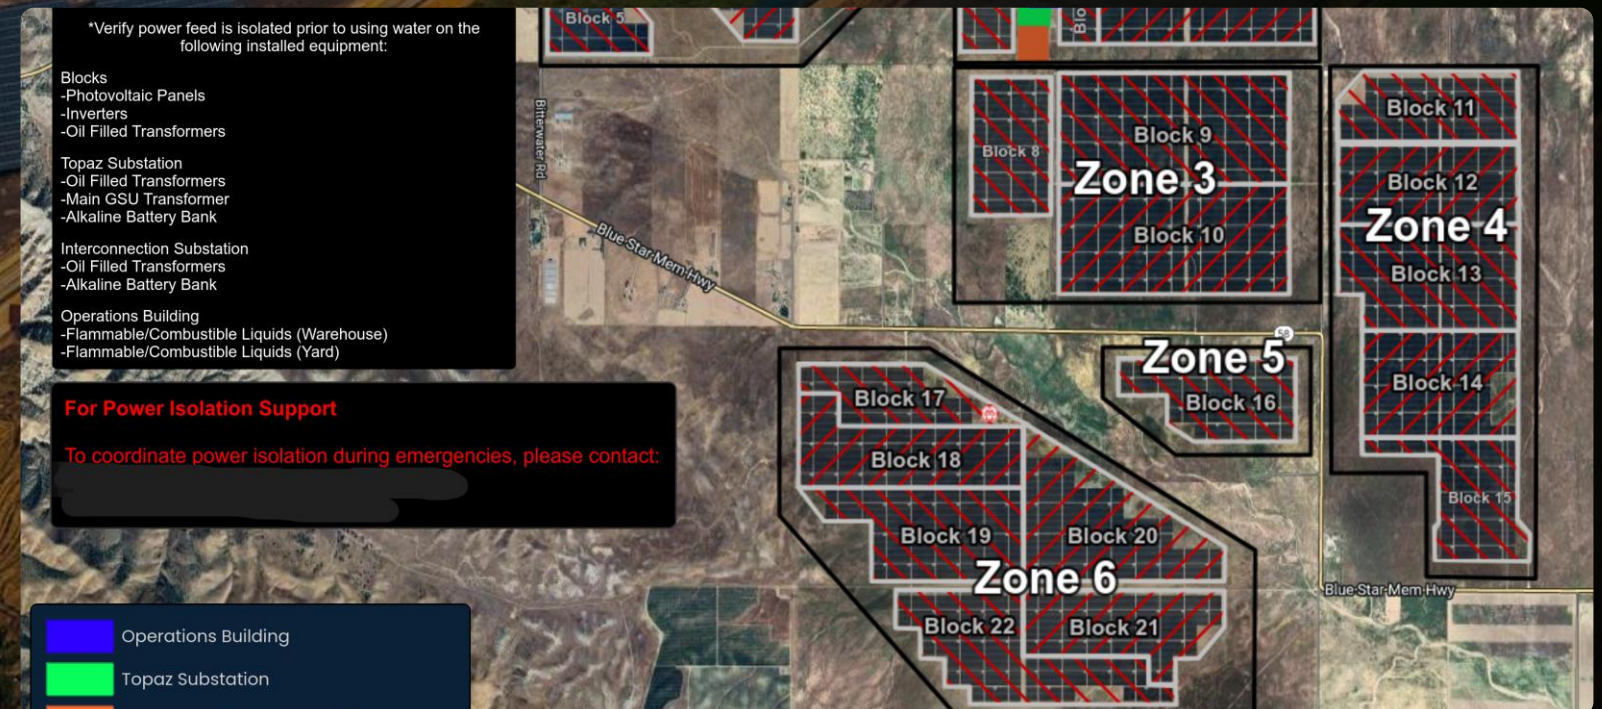 *Verify power feed is isolated prior to using water on the
following installed equipment:
Blocks
-Photovoltaic Panels
-Inverters
-Oil Filled Transformers
Topaz Substation
-Oil Filled Transformers
-Main GSU Transformer
-Alkaline Battery Bank
Interconnection Substation
-Oil Filled Transformers
-Alkaline Battery Bank
Operations Building
-Flammable/Combustible Liquids (Warehouse)
-Flammable/Combustible Liquids (Yard)
For Power Isolation Support
To coordinate power isolation during emergencies, please contact:
Operations Building
Topaz Substation
Block 5
Bitterwater Rd
Blue Star Mem Hwy
Block 8
Block 9
Zone 3
Block 10
Block 11
Block 12
Zone 4
Block 13
Block 14
Block 15
58
Zone 5
Block 16
Block 17
Block 18
Block 19
Block 20
Zone 6
Block 22
Block 21
Blue Star Mem Hwy